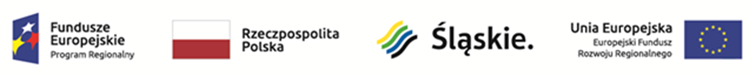 Fundusze
Europejskie
Program Regionalny
Rzeczpospolita
Polska
Śląskie.
Unia Europejska
Europejski Fundusz
Rozwoju Regionalnego